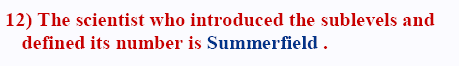 12) The scientist who introduced the sublevels and
defined its number is Summerfield .